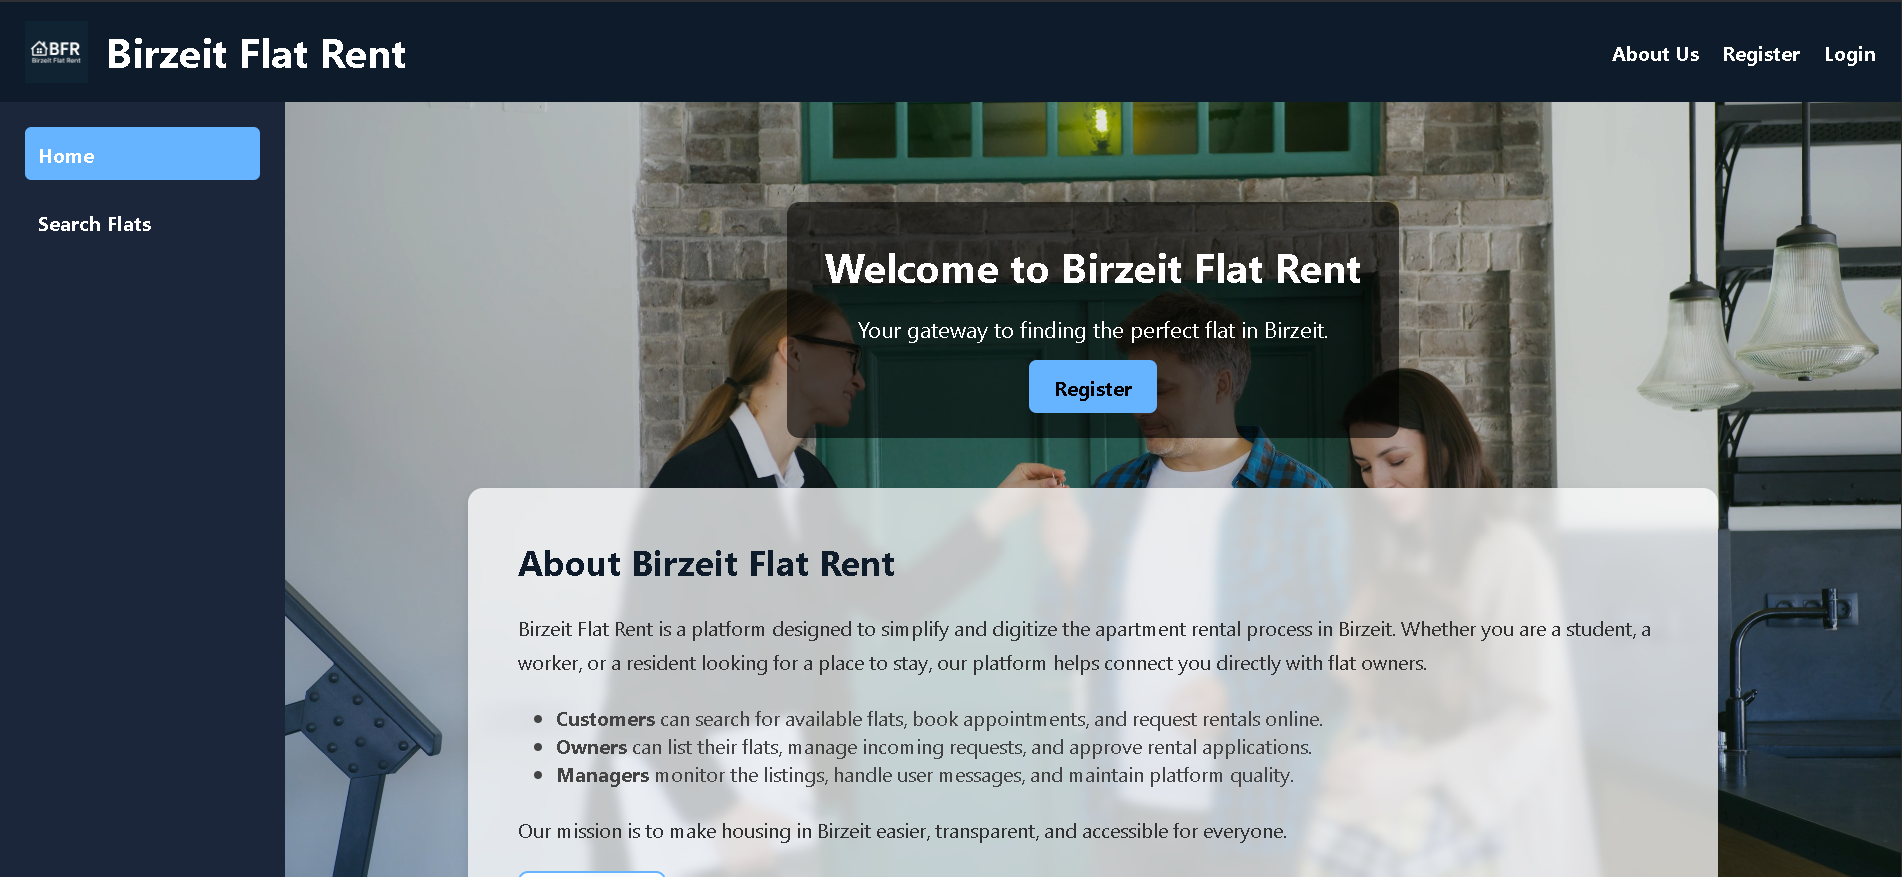 BFR
Birzeit Flat Rent
Birzeit Flat Rent
About Us
Register
Login
Home
Search Flats
Welcome to Birzeit Flat Rent
Your gateway to finding the perfect flat in Birzeit.
Register
About Birzeit Flat Rent
Birzeit Flat Rent is a platform designed to simplify and digitize the apartment rental process in Birzeit. Whether you are a student, a
worker, or a resident looking for a place to stay, our platform helps connect you directly with flat owners.
• Customers can search for available flats, book appointments, and request rentals online.
• Owners can list their flats, manage incoming requests, and approve rental applications.
• Managers monitor the listings, handle user messages, and maintain platform quality.
Our mission is to make housing in Birzeit easier, transparent, and accessible for everyone.